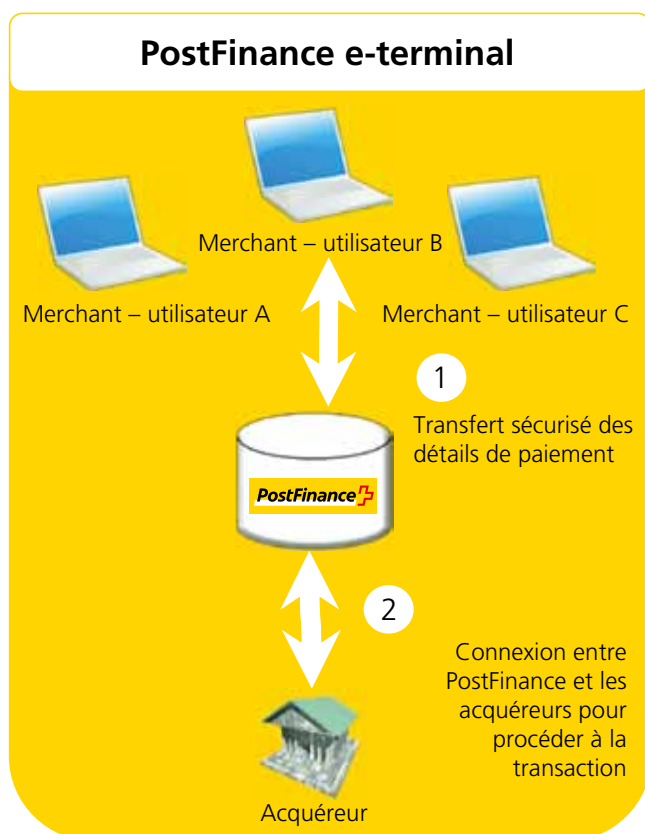 PostFinance e-terminal
Merchant – utilisateur B
Merchant – utilisateur A
Merchant – utilisateur C
1
Transfert sécurisé des
détails de paiement
PostFinance
2
Connexion entre
PostFinance et les
acquéreurs pour
procéder à la
transaction
Acquéreur